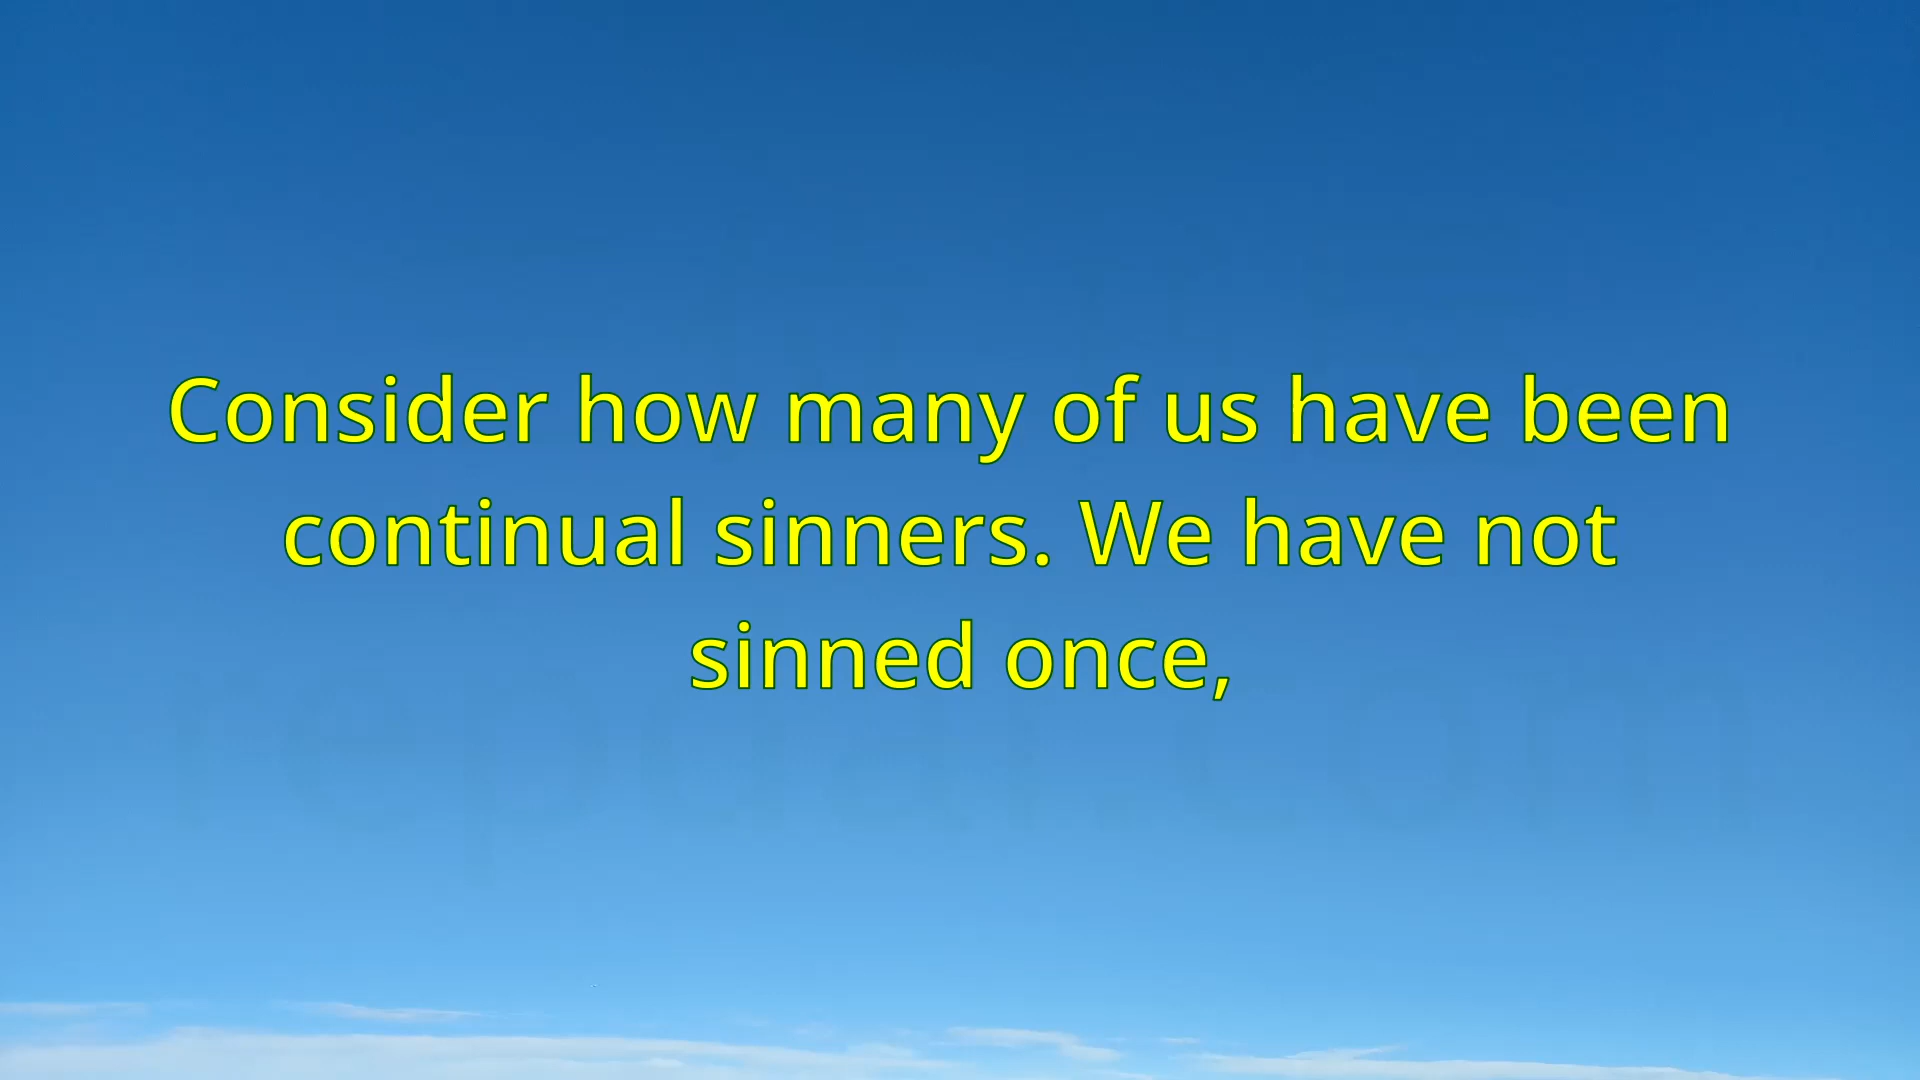 Consider how many of us have been
continual sinners. We have not
sinned once,